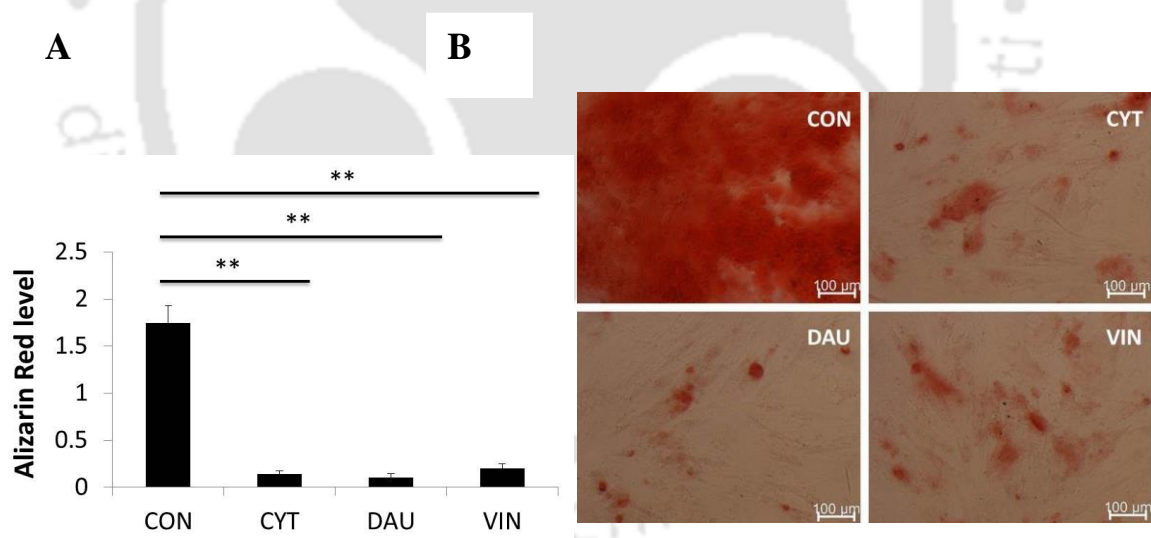 A
B
**
**
**
Alizarin Red level
2.5
2
1.5
1
0.5
0
CON
CYT
DAU
VIN
CON
100 µm
CYT
100 µm
DAU
100 µm
VIN
100 µm